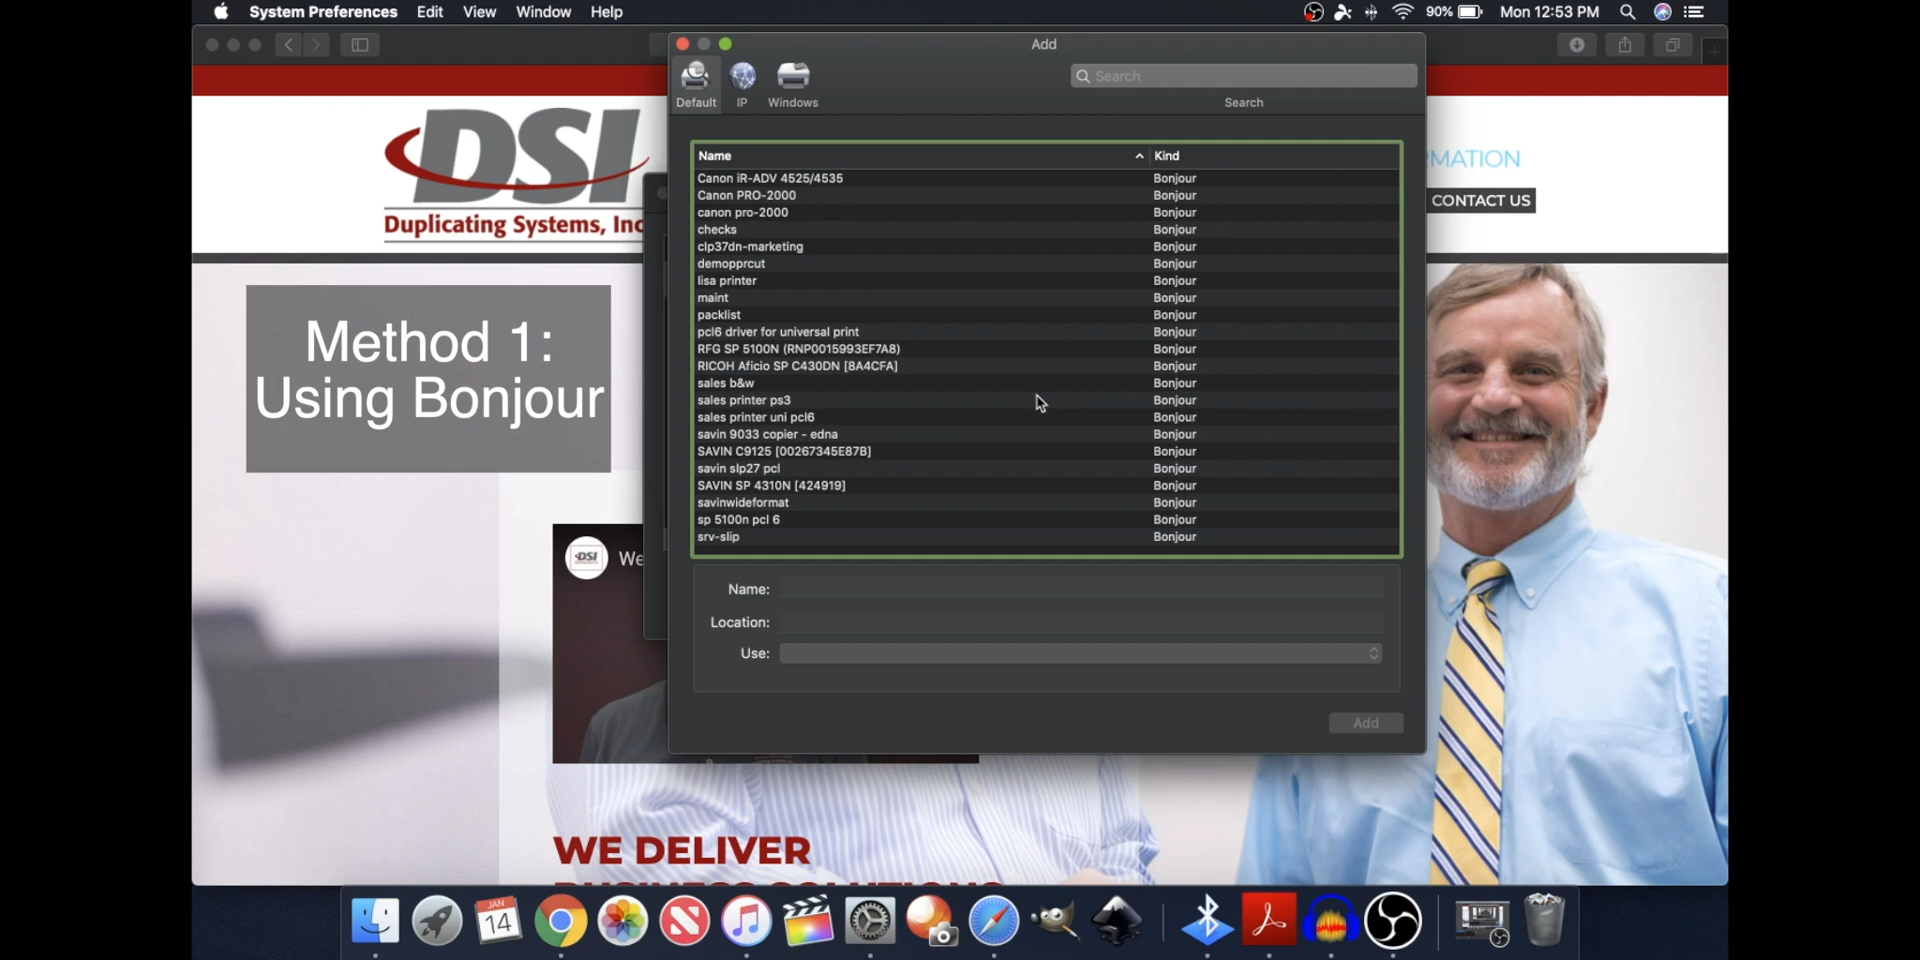 System Preferences Edit View Window Help 90% Mon 12:53 PM
Add
Default IP Windows
Search
Search
Name Kind
Canon iR-ADV 4525/4535 Bonjour
Canon PRO-2000 Bonjour
canon pro-2000 Bonjour
checks Bonjour
clp37dn-marketing Bonjour
demopprcut Bonjour
lisa printer Bonjour
maint Bonjour
packlist Bonjour
pcl6 driver for universal print Bonjour
RFG SP 5100N (RNP0015993EF7A8) Bonjour
RICOH Aficio SP C430DN [8A4CFA] Bonjour
sales b&w Bonjour
sales printer ps3 Bonjour
sales printer uni pcl6 Bonjour
savin 9033 copier - edna Bonjour
SAVIN C9125 [00267345E87B] Bonjour
savin slp27 pcl Bonjour
SAVIN SP 4310N [424919] Bonjour
savinwideformat Bonjour
sp 5100n pcl 6 Bonjour
srv-slip Bonjour
Name:
Location:
Use:
Add
DSI
Duplicating Systems, Inc
RMATION
CONTACT US
Method 1:
Using Bonjour
DSI We
WE DELIVER
JAN
14